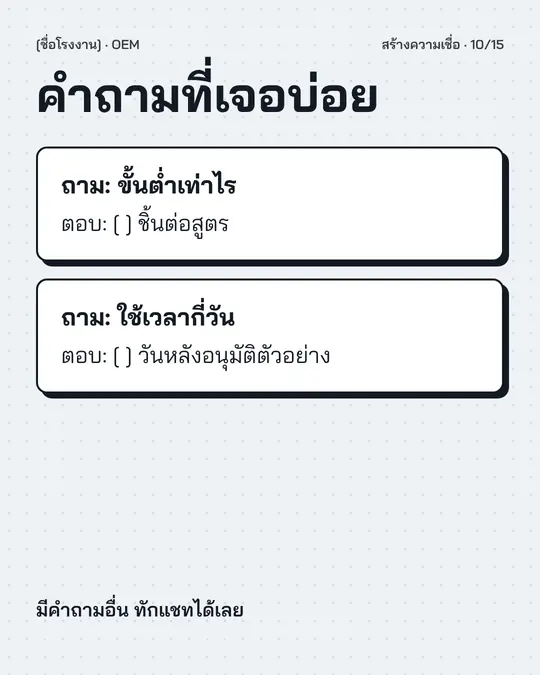 [ชื่อโรงงาน] · OEM
สร้างความเชื่อ · 10/15
คำถามที่เจอบ่อย
ถาม: ขั้นต่ำเท่าไร
ตอบ: [ ] ชิ้นต่อสูตร
ถาม: ใช้เวลากี่วัน
ตอบ: [ ] วันหลังอนุมัติตัวอย่าง
มีคำถามอื่น ทักแชทได้เลย